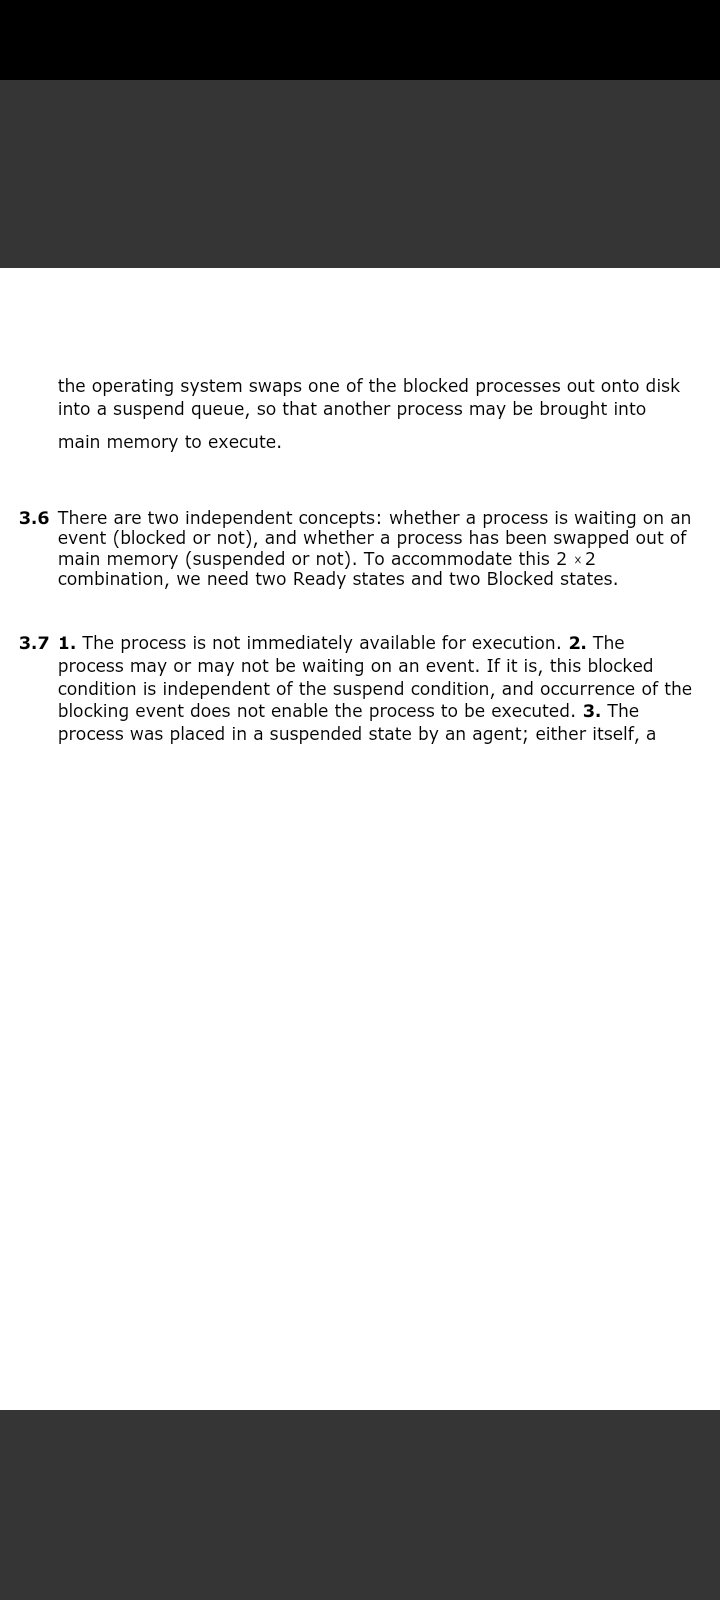 the operating system swaps one of the blocked processes out onto disk
into a suspend queue, so that another process may be brought into
main memory to execute.
3.6 There are two independent concepts: whether a process is waiting on an
event (blocked or not), and whether a process has been swapped out of
main memory (suspended or not). To accommodate this 2 × 2
combination, we need two Ready states and two Blocked states.
3.7 1. The process is not immediately available for execution. 2. The
process may or may not be waiting on an event. If it is, this blocked
condition is independent of the suspend condition, and occurrence of the
blocking event does not enable the process to be executed. 3. The
process was placed in a suspended state by an agent; either itself, a